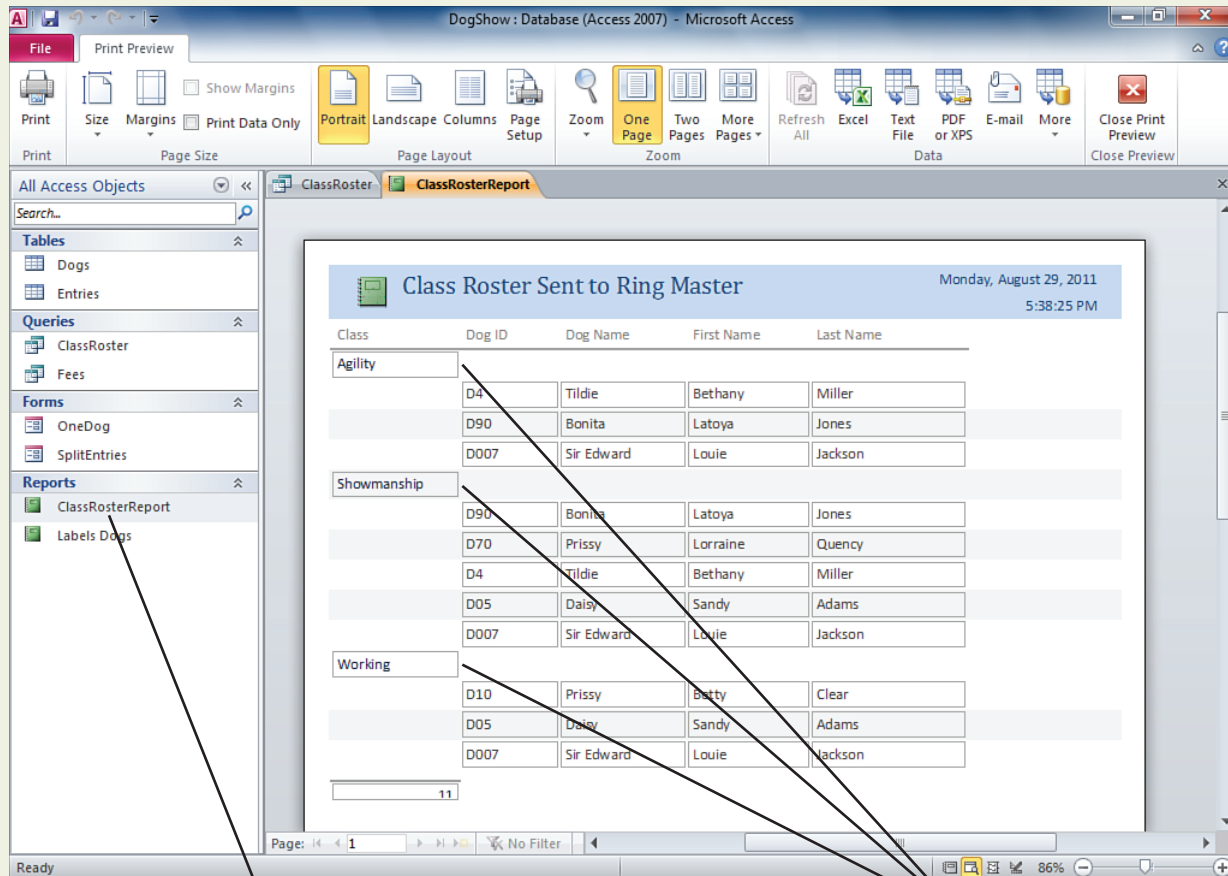 DogShow : Database (Access 2007) - Microsoft Access
File Print Preview
Print Size Margins Show Margins Print Data Only Portrait Landscape Columns Page Setup Zoom One Page Two Pages More Pages Refresh All Excel Text File PDF or XPS E-mail More Close Print Preview
Print Page Size Page Layout Zoom Data Close Preview
All Access Objects
Search...
Tables
Dogs
Entries
Queries
ClassRoster
Fees
Forms
OneDog
SplitEntries
Reports
ClassRosterReport
Labels Dogs
ClassRoster ClassRosterReport
Class Roster Sent to Ring Master
Monday, August 29, 2011
5:38:25 PM
Class Dog ID Dog Name First Name Last Name
Agility
D4 Tildie Bethany Miller
D90 Bonita Latoya Jones
D007 Sir Edward Louie Jackson
Showmanship
D90 Bonita Latoya Jones
D70 Prissy Lorraine Quency
D4 Tildie Bethany Miller
D05 Daisy Sandy Adams
D007 Sir Edward Louie Jackson
Working
D10 Prissy Betty Clear
D05 Daisy Sandy Adams
D007 Sir Edward Louie Jackson
11
Page: 1 No Filter
Ready 86%